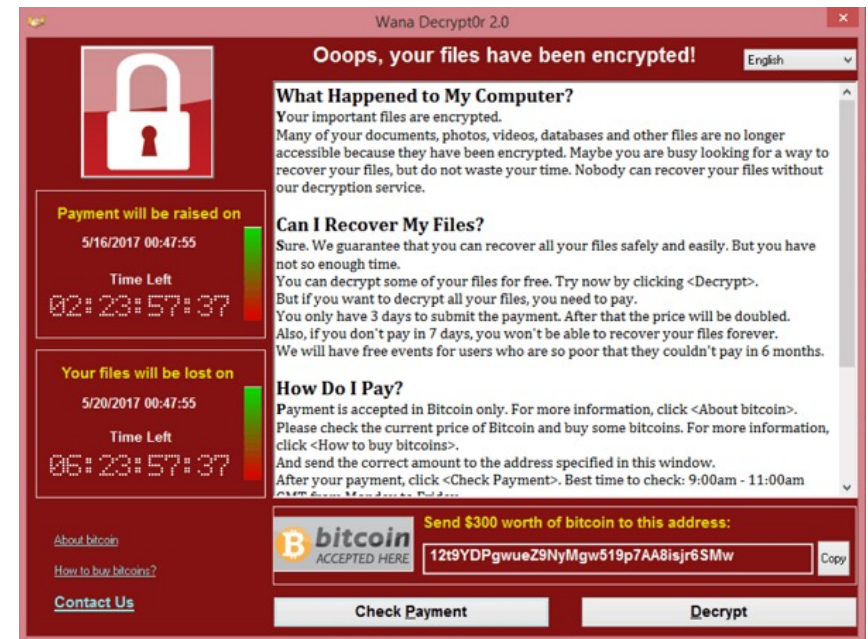 Wana Decrypt0r 2.0
Ooops, your files have been encrypted!
English
Payment will be raised on
5/16/2017 00:47:55
Time Left
02:23:57:37
Your files will be lost on
5/20/2017 00:47:55
Time Left
06:23:57:37
About bitcoin
How to buy bitcoins?
Contact Us
What Happened to My Computer?
Your important files are encrypted.
Many of your documents, photos, videos, databases and other files are no longer
accessible because they have been encrypted. Maybe you are busy looking for a way to
recover your files, but do not waste your time. Nobody can recover your files without
our decryption service.
Can I Recover My Files?
Sure. We guarantee that you can recover all your files safely and easily. But you have
not so enough time.
You can decrypt some of your files for free. Try now by clicking <Decrypt>.
But if you want to decrypt all your files, you need to pay.
You only have 3 days to submit the payment. After that the price will be doubled.
Also, if you don't pay in 7 days, you won't be able to recover your files forever.
We will have free events for users who are so poor that they couldn't pay in 6 months.
How Do I Pay?
Payment is accepted in Bitcoin only. For more information, click <About bitcoin>.
Please check the current price of Bitcoin and buy some bitcoins. For more information,
click <How to buy bitcoins>.
And send the correct amount to the address specified in this window.
After your payment, click <Check Payment>. Best time to check: 9:00am - 11:00am
GMT from Monday to Friday
bitcoin
ACCEPTED HERE
Send $300 worth of bitcoin to this address:
12t9YDPgwueZ9NyMgw519p7AA8isjr6SMw
Copy
Check Payment
Decrypt